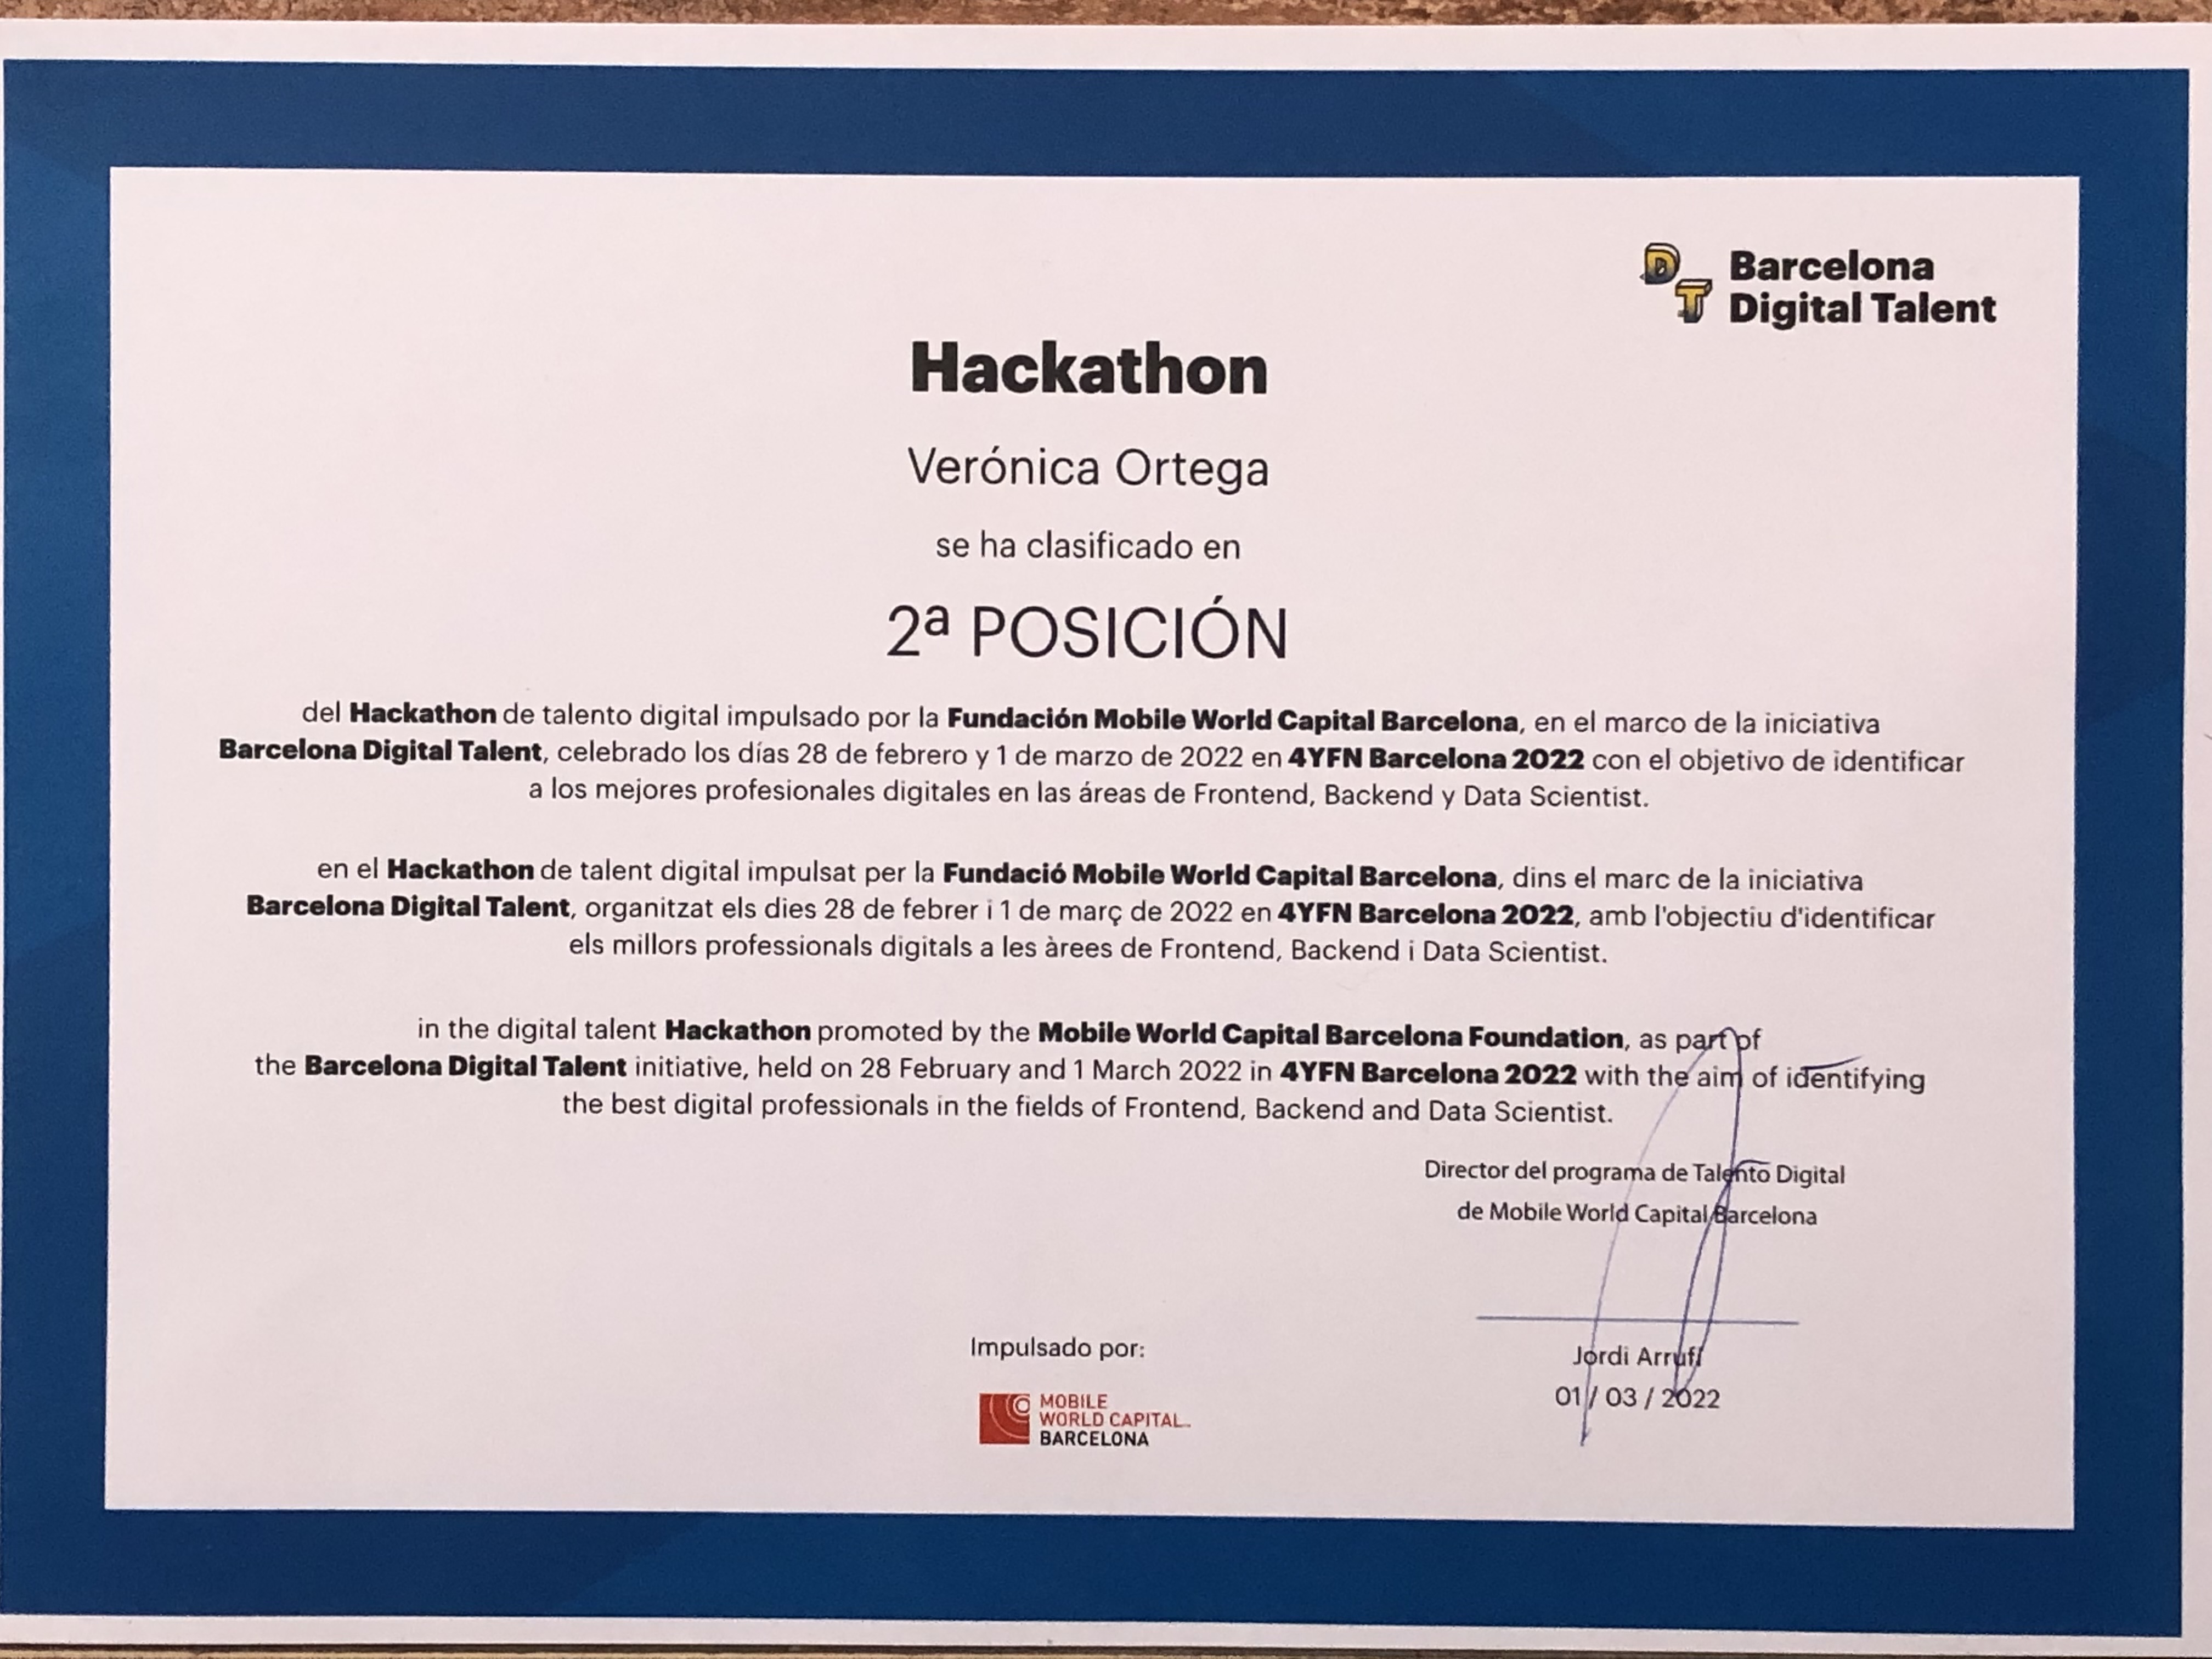 Barcelona
Digital Talent
Hackathon
Verónica Ortega
se ha clasificado en
2ª POSICIÓN
del Hackathon de talento digital impulsado por la Fundación Mobile World Capital Barcelona, en el marco de la iniciativa
Barcelona Digital Talent, celebrado los días 28 de febrero y 1 de marzo de 2022 en 4YFN Barcelona 2022 con el objetivo de identificar
a los mejores profesionales digitales en las áreas de Frontend, Backend y Data Scientist.
en el Hackathon de talent digital impulsat per la Fundació Mobile World Capital Barcelona, dins el marc de la iniciativa
Barcelona Digital Talent, organitzat els dies 28 de febrer i 1 de març de 2022 en 4YFN Barcelona 2022, amb l'objectiu d'identificar
els millors professionals digitals a les àrees de Frontend, Backend i Data Scientist.
in the digital talent Hackathon promoted by the Mobile World Capital Barcelona Foundation, as part of
the Barcelona Digital Talent initiative, held on 28 February and 1 March 2022 in 4YFN Barcelona 2022 with the aim of identifying
the best digital professionals in the fields of Frontend, Backend and Data Scientist.
Director del programa de Talento Digital
de Mobile World Capital Barcelona
Jordi Arrufí
01 / 03 / 2022
Impulsado por:
MOBILE
WORLD CAPITAL
BARCELONA